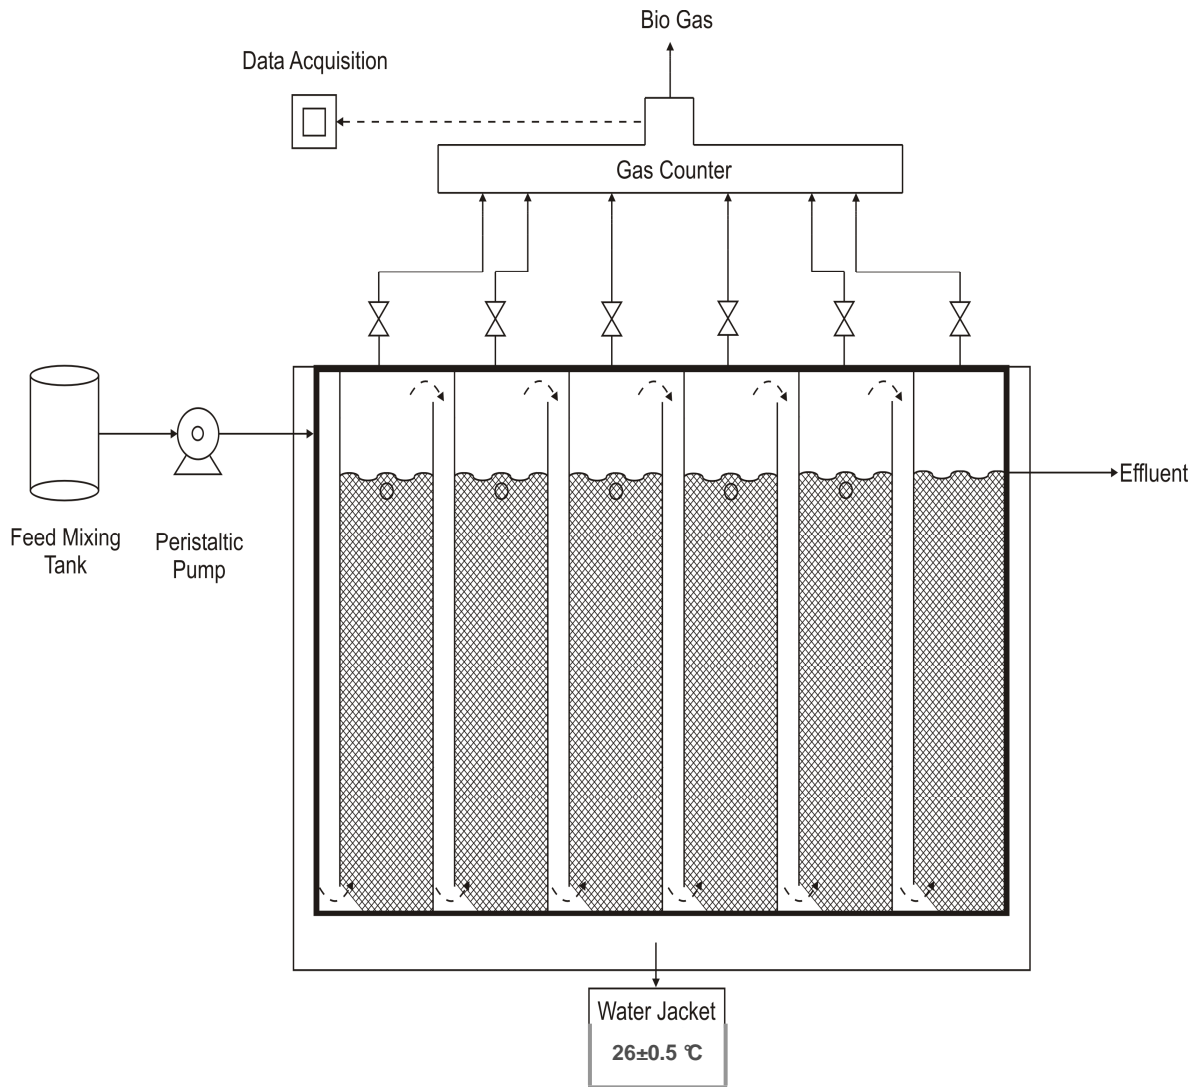 Bio Gas
Data Acquisition
Gas Counter
Effluent
Feed Mixing
Tank
Peristaltic
Pump
Water Jacket
26±0.5 °C